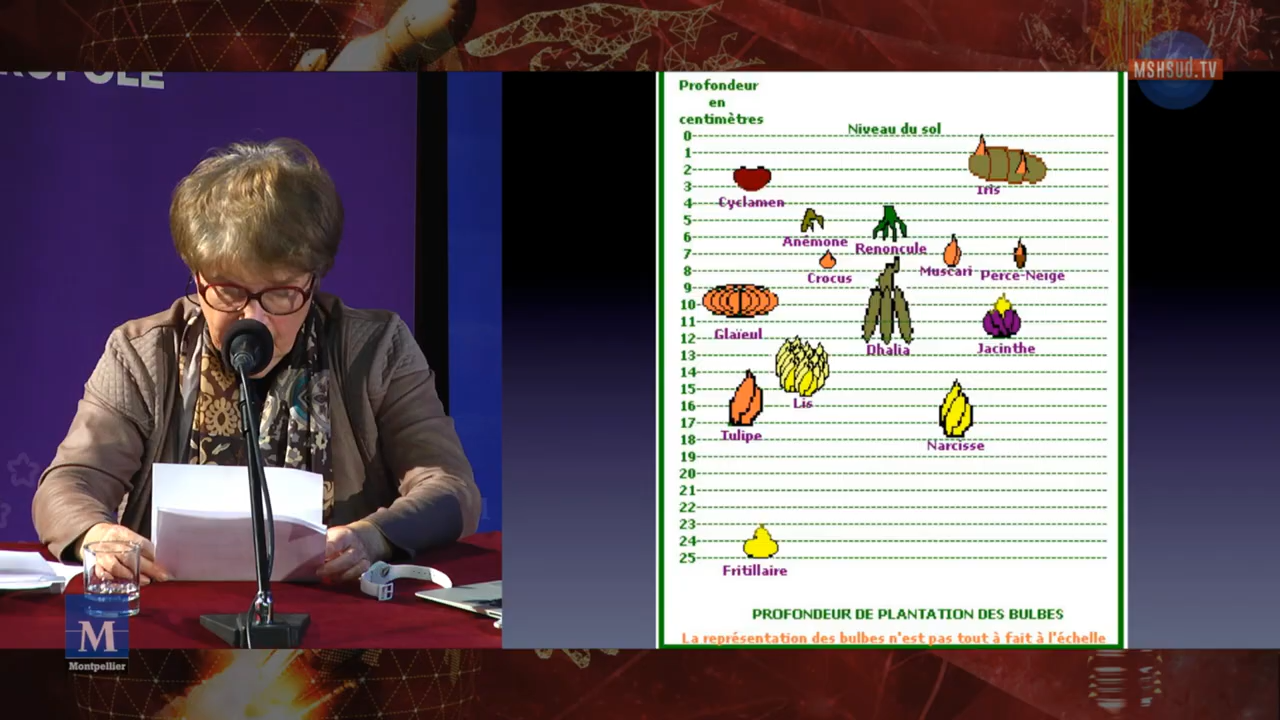 MSHSUD.TV
Profondeur
en
centimètres
Niveau du sol
0
1
2
3
4
5
6
7
8
9
10
11
12
13
14
15
16
17
18
19
20
21
22
23
24
25
Iris
Cyclamen
Anémone
Renoncule
Muscari
Perce-Neige
Crocus
Glaïeul
Dhalia
Jacinthe
Lis
Tulipe
Narcisse
Fritillaire
PROFONDEUR DE PLANTATION DES BULBES
La représentation des bulbes n'est pas tout à fait à l'échelle
M
Montpellier